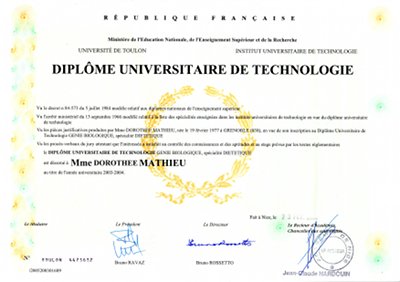 RÉPUBLIQUE FRANÇAISE
Ministère de l'Education Nationale, de l'Enseignement Supérieur et de la Recherche
UNIVERSITÉ DE TOULON INSTITUT UNIVERSITAIRE DE TECHNOLOGIE
DIPLÔME UNIVERSITAIRE DE TECHNOLOGIE
Vu le décret 84-573 du 5 juillet 1984 modifié relatif aux diplômes nationaux de l'enseignement supérieur
Vu l'arrêté ministériel du 13 septembre 1966 modifié relatif à la liste des spécialités enseignées dans les instituts universitaires de technologie en vue du diplôme universitaire
de technologie
Vu les pièces justificatives produites par Mme DOROTHEE MATHIEU, née le 19 février 1977 à GRENOBLE (038), en vue de son inscription au Diplôme Universitaire de
Technologie GENIE BIOLOGIQUE, spécialité DIETETIQUE
Vu les procès verbaux du jury attestant que l'intéressée a satisfait au contrôle des connaissances et des aptitudes et au stage prévus par les textes réglementaires
le DIPLÔME UNIVERSITAIRE DE TECHNOLOGIE GENIE BIOLOGIQUE, spécialité DIETETIQUE
est décerné à Mme DOROTHEE MATHIEU
au titre de l'année universitaire 2003-2004.
Fait à Nice, le
Le titulaire Le Président Le Directeur Le Recteur d'Académie,
Chancelier des universités
N° TOULON
Bruno RAVAZ Bruno ROSSETTO Jean-Claude HARDOUIN